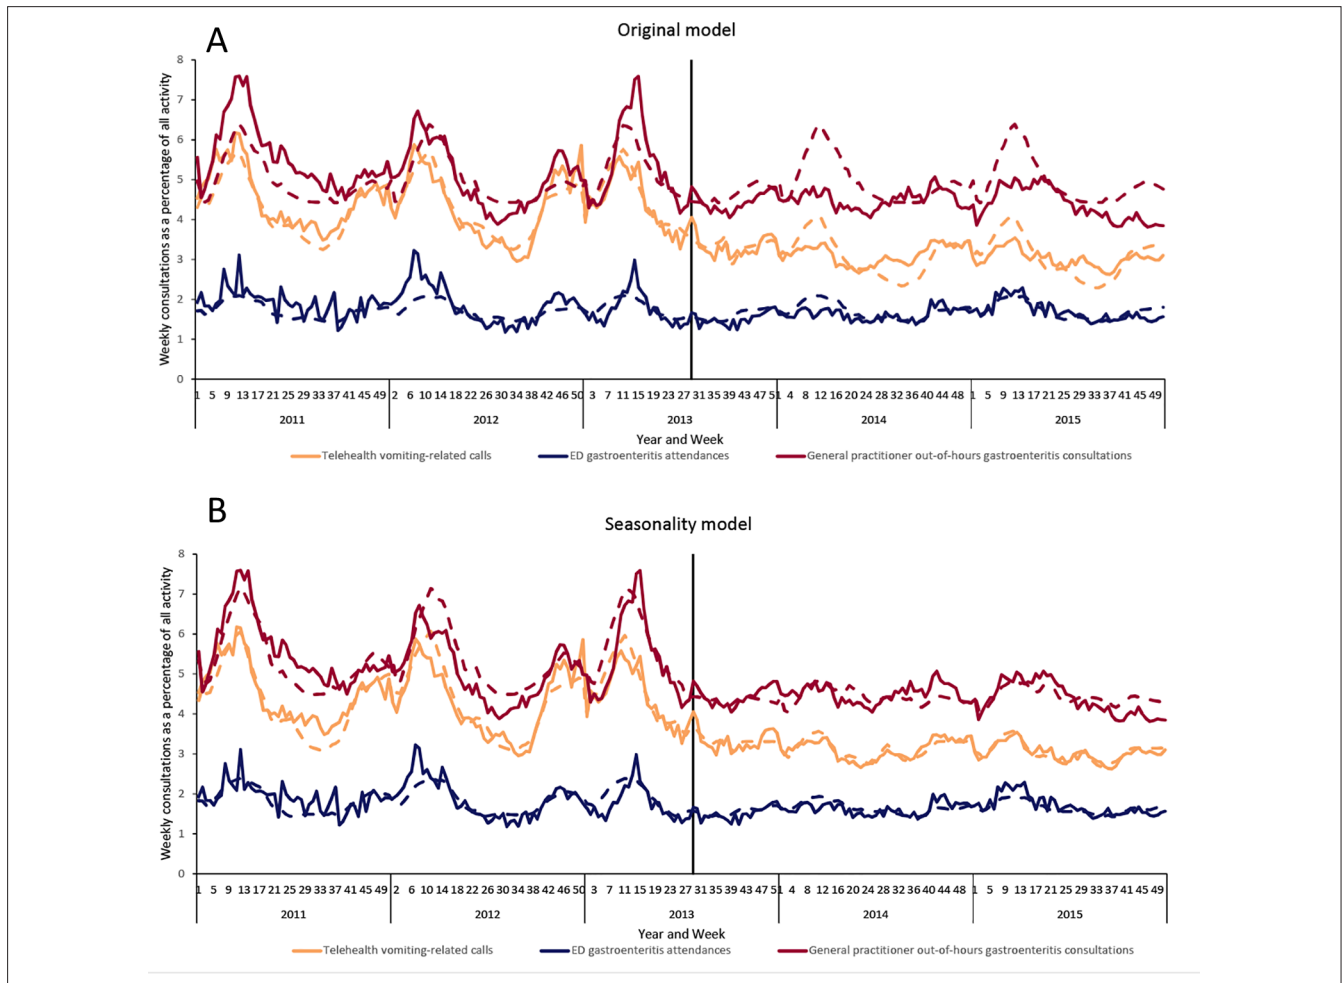 A
Original model
Weekly consultations as a percentage of all activity
8
7
6
5
4
3
2
1
0
1 5 9 13 17 21 25 29 33 37 41 45 49 2 6 10 14 18 22 26 30 34 38 42 46 50 3 7 11 15 19 23 27 31 35 39 43 47 51 4 8 12 16 20 24 28 32 36 40 44 48 1 5 9 13 17 21 25 29 33 37 41 45 49
2011 2012 2013 2014 2015
Year and Week
Telehealth vomiting-related calls ED gastroenteritis attendances General practitioner out-of-hours gastroenteritis consultations
B
Seasonality model
Weekly consultations as a percentage of all activity
8
7
6
5
4
3
2
1
0
1 5 9 13 17 21 25 29 33 37 41 45 49 2 6 10 14 18 22 26 30 34 38 42 46 50 3 7 11 15 19 23 27 31 35 39 43 47 51 4 8 12 16 20 24 28 32 36 40 44 48 1 5 9 13 17 21 25 29 33 37 41 45 49
2011 2012 2013 2014 2015
Year and Week
Telehealth vomiting-related calls ED gastroenteritis attendances General practitioner out-of-hours gastroenteritis consultations